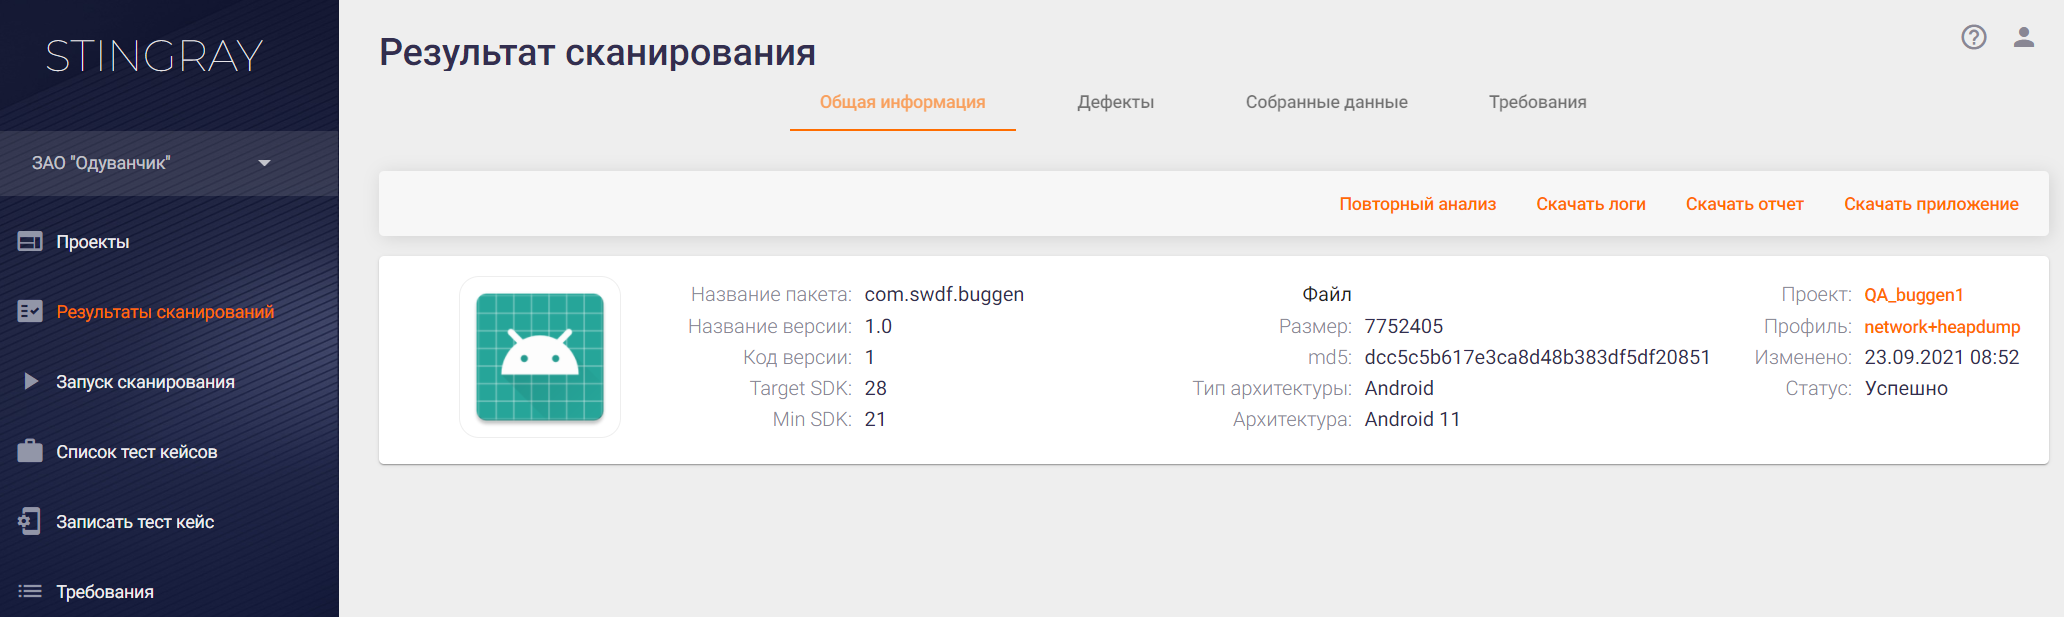 STINGRAY
ЗАО "Одуванчик"
Проекты
Результаты сканирований
Запуск сканирования
Список тест кейсов
Записать тест кейс
Требования
Результат сканирования
Общая информация Дефекты Собранные данные Требования
Повторный анализ Скачать логи Скачать отчет Скачать приложение
Название пакета: com.swdf.buggen
Название версии: 1.0
Код версии: 1
Target SDK: 28
Min SDK: 21
Файл
Размер: 7752405
md5: dcc5c5b617e3ca8d48b383df5df20851
Тип архитектуры: Android
Архитектура: Android 11
Проект: QA_buggen1
Профиль: network+heapdump
Изменено: 23.09.2021 08:52
Статус: Успешно